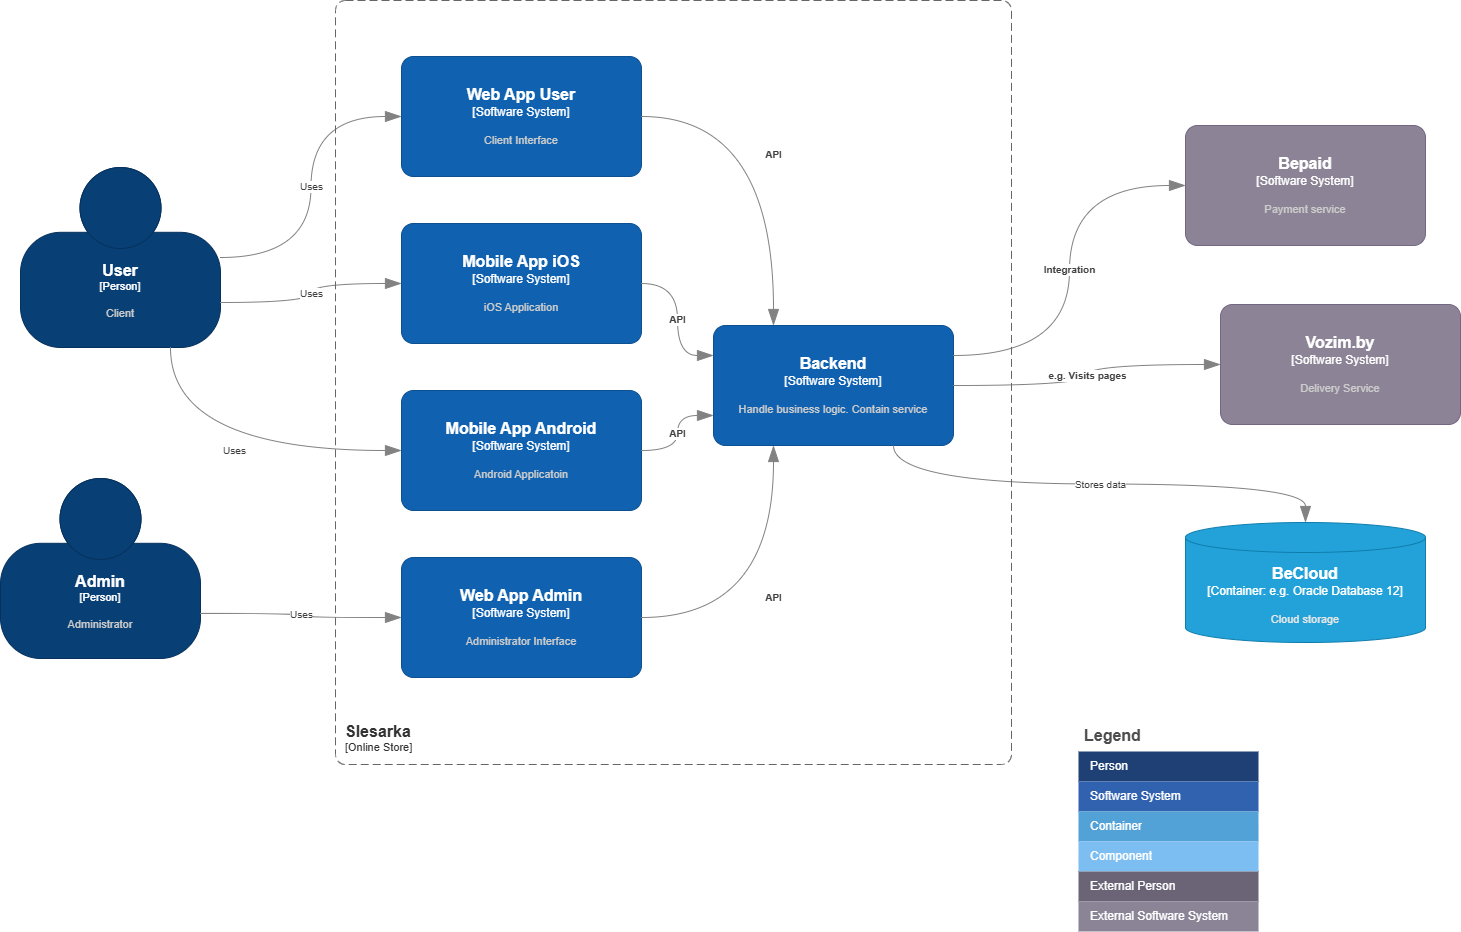 Web App User
[Software System]
Client Interface
API
Bepaid
[Software System]
Payment service
Uses
User
[Person]
Client
Uses
Mobile App iOS
[Software System]
iOS Application
API
Integration
Backend
[Software System]
Handle business logic. Contain service
e.g. Visits pages
Vozim.by
[Software System]
Delivery Service
Uses
Mobile App Android
[Software System]
Android Applicatoin
API
Stores data
Admin
[Person]
Administrator
Uses
Web App Admin
[Software System]
Administrator Interface
API
BeCloud
[Container: e.g. Oracle Database 12]
Cloud storage
Slesarka
[Online Store]
Legend
Person
Software System
Container
Component
External Person
External Software System